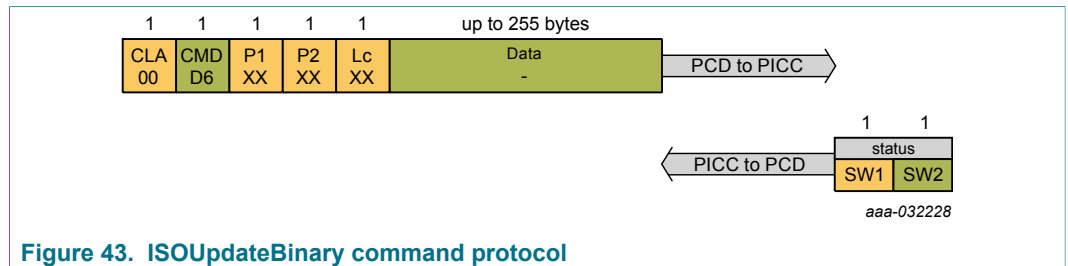 1 1 1 1 1 up to 255 bytes
CLA CMD P1 P2 Lc Data
00 D6 XX XX XX -
PCD to PICC
1 1
status
PICC to PCD
SW1 SW2
aaa-032228
Figure 43. ISOUpdateBinary command protocol